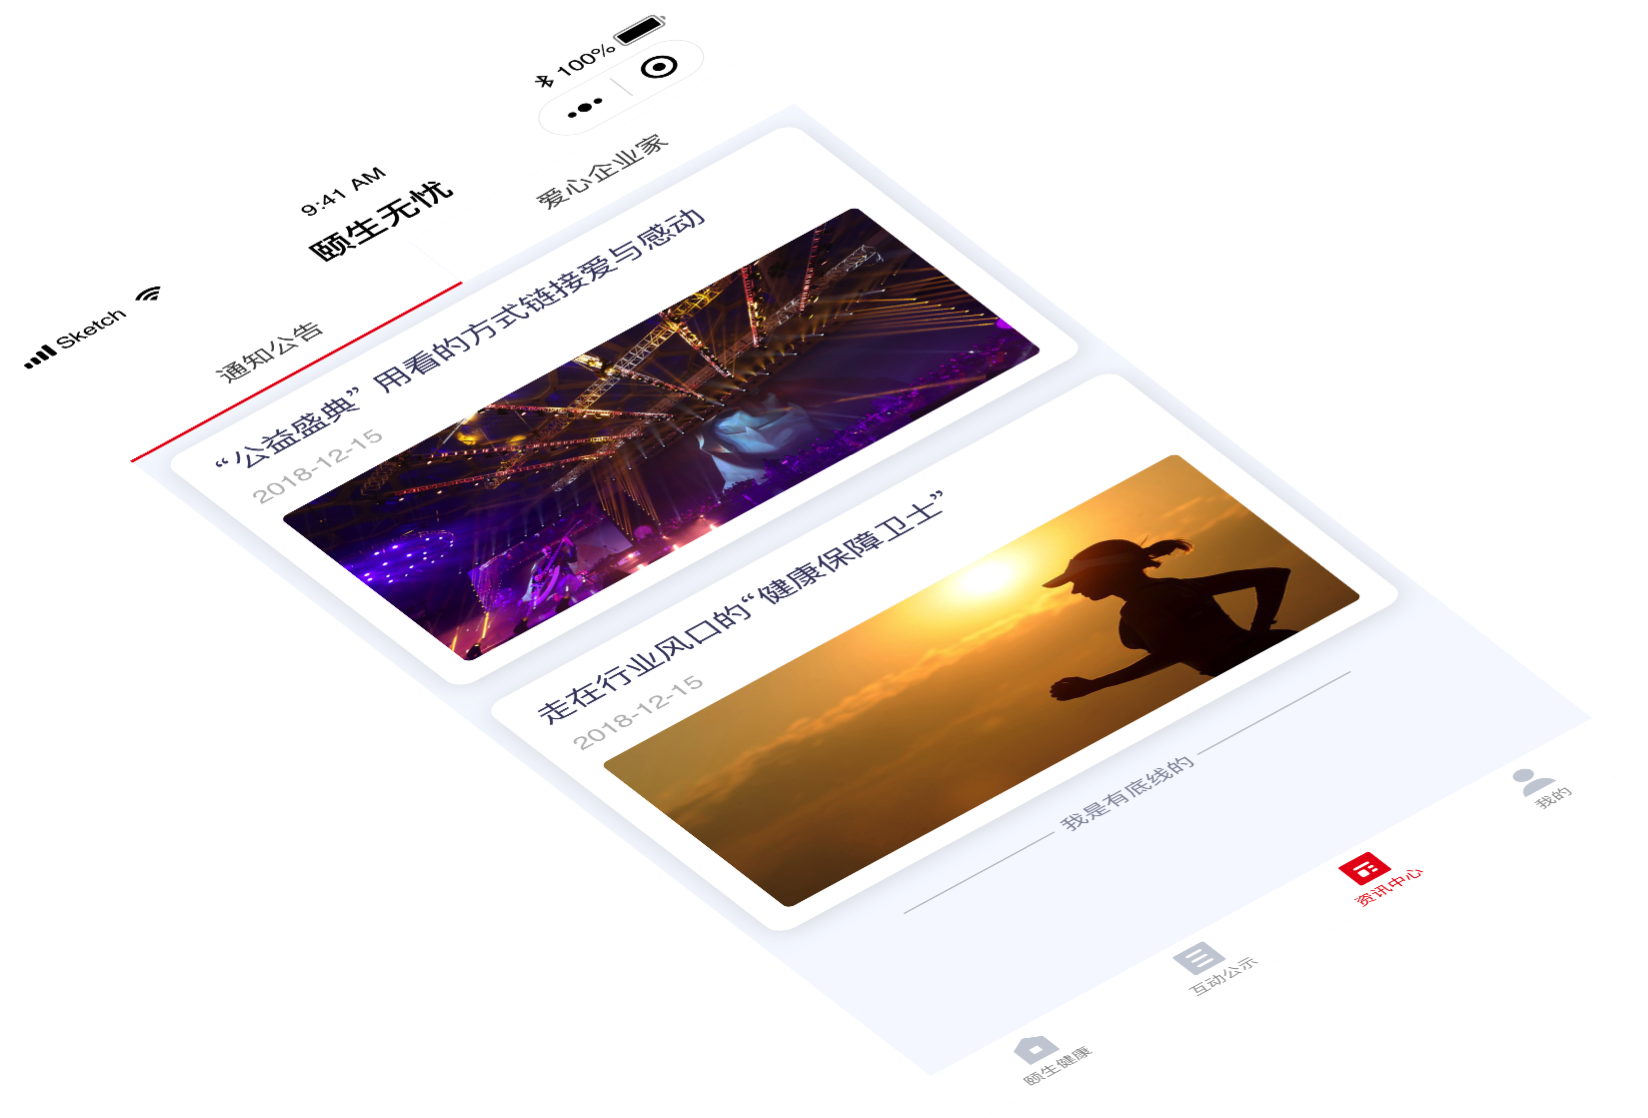 Sketch
9:41 AM
100%
颐生无忧
通知公告
爱心企业家
“公益盛典”用看的方式链接爱与感动
2018-12-15
走在行业风口的“健康保障卫士”
2018-12-15
我是有底线的
颐生健康
互动公示
资讯中心
我的